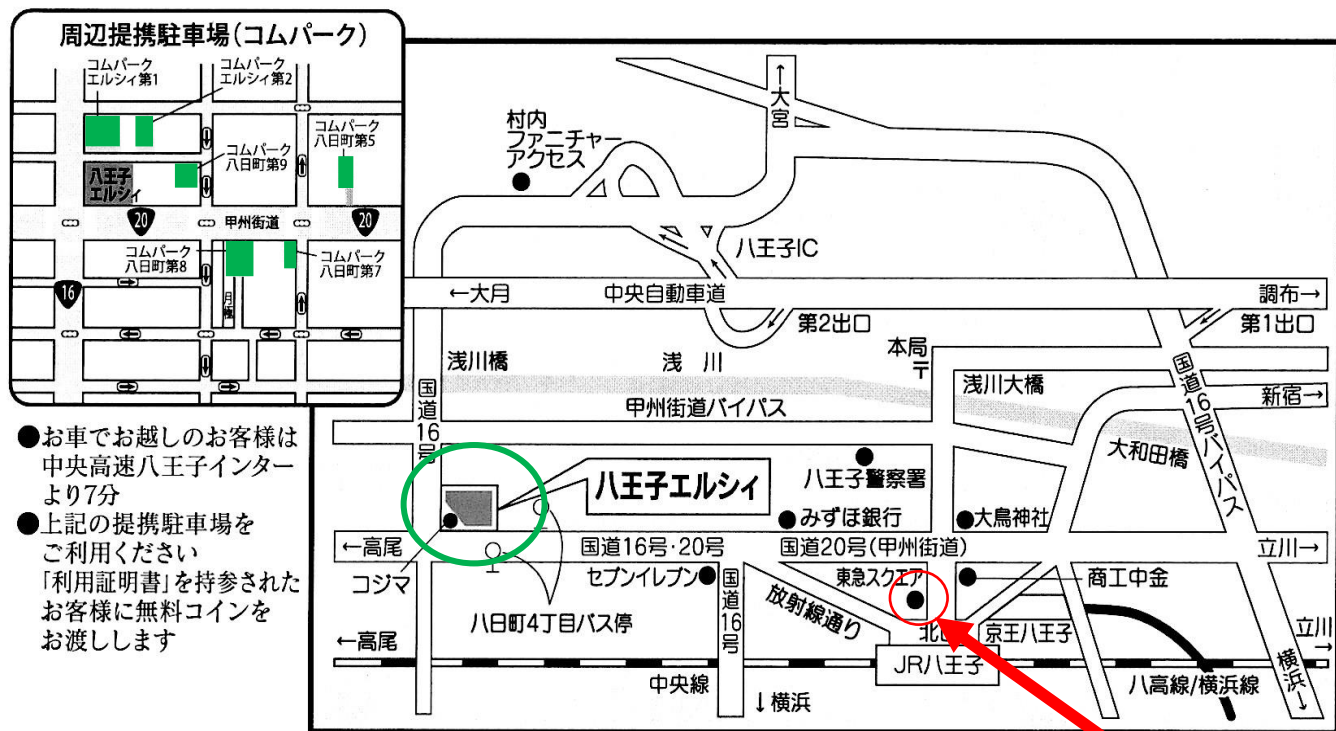 周辺提携駐車場(コムパーク)
コムパーク
エルシィ第1
コムパーク
エルシィ第2
コムパーク
八日町第5
コムパーク
八日町第9
八王子
エルシィ
20
甲州街道
20
コムパーク
八日町第8
コムパーク
八日町第7
16
月極
●お車でお越しのお客様は
中央高速八王子インター
より7分
●上記の提携駐車場を
ご利用ください
「利用証明書」を持参された
お客様に無料コインを
お渡しします
←大宮
村内
ファニチャー
アクセス
八王子IC
←大月
中央自動車道
調布→
第2出口
第1出口
本局
〒
浅川橋
浅川
浅川大橋
国道16号
国道16号バイパス
新宿→
甲州街道バイパス
大和田橋
八王子エルシィ
八王子警察署
みずほ銀行
大鳥神社
←高尾
国道16号・20号
国道20号(甲州街道)
立川→
コジマ
セブンイレブン
国道16号
東急スクエア
商工中金
放射線通り
八日町4丁目バス停
京王八王子
←高尾
JR八王子
立川→
中央線
↓横浜
八高線/横浜線
横浜→